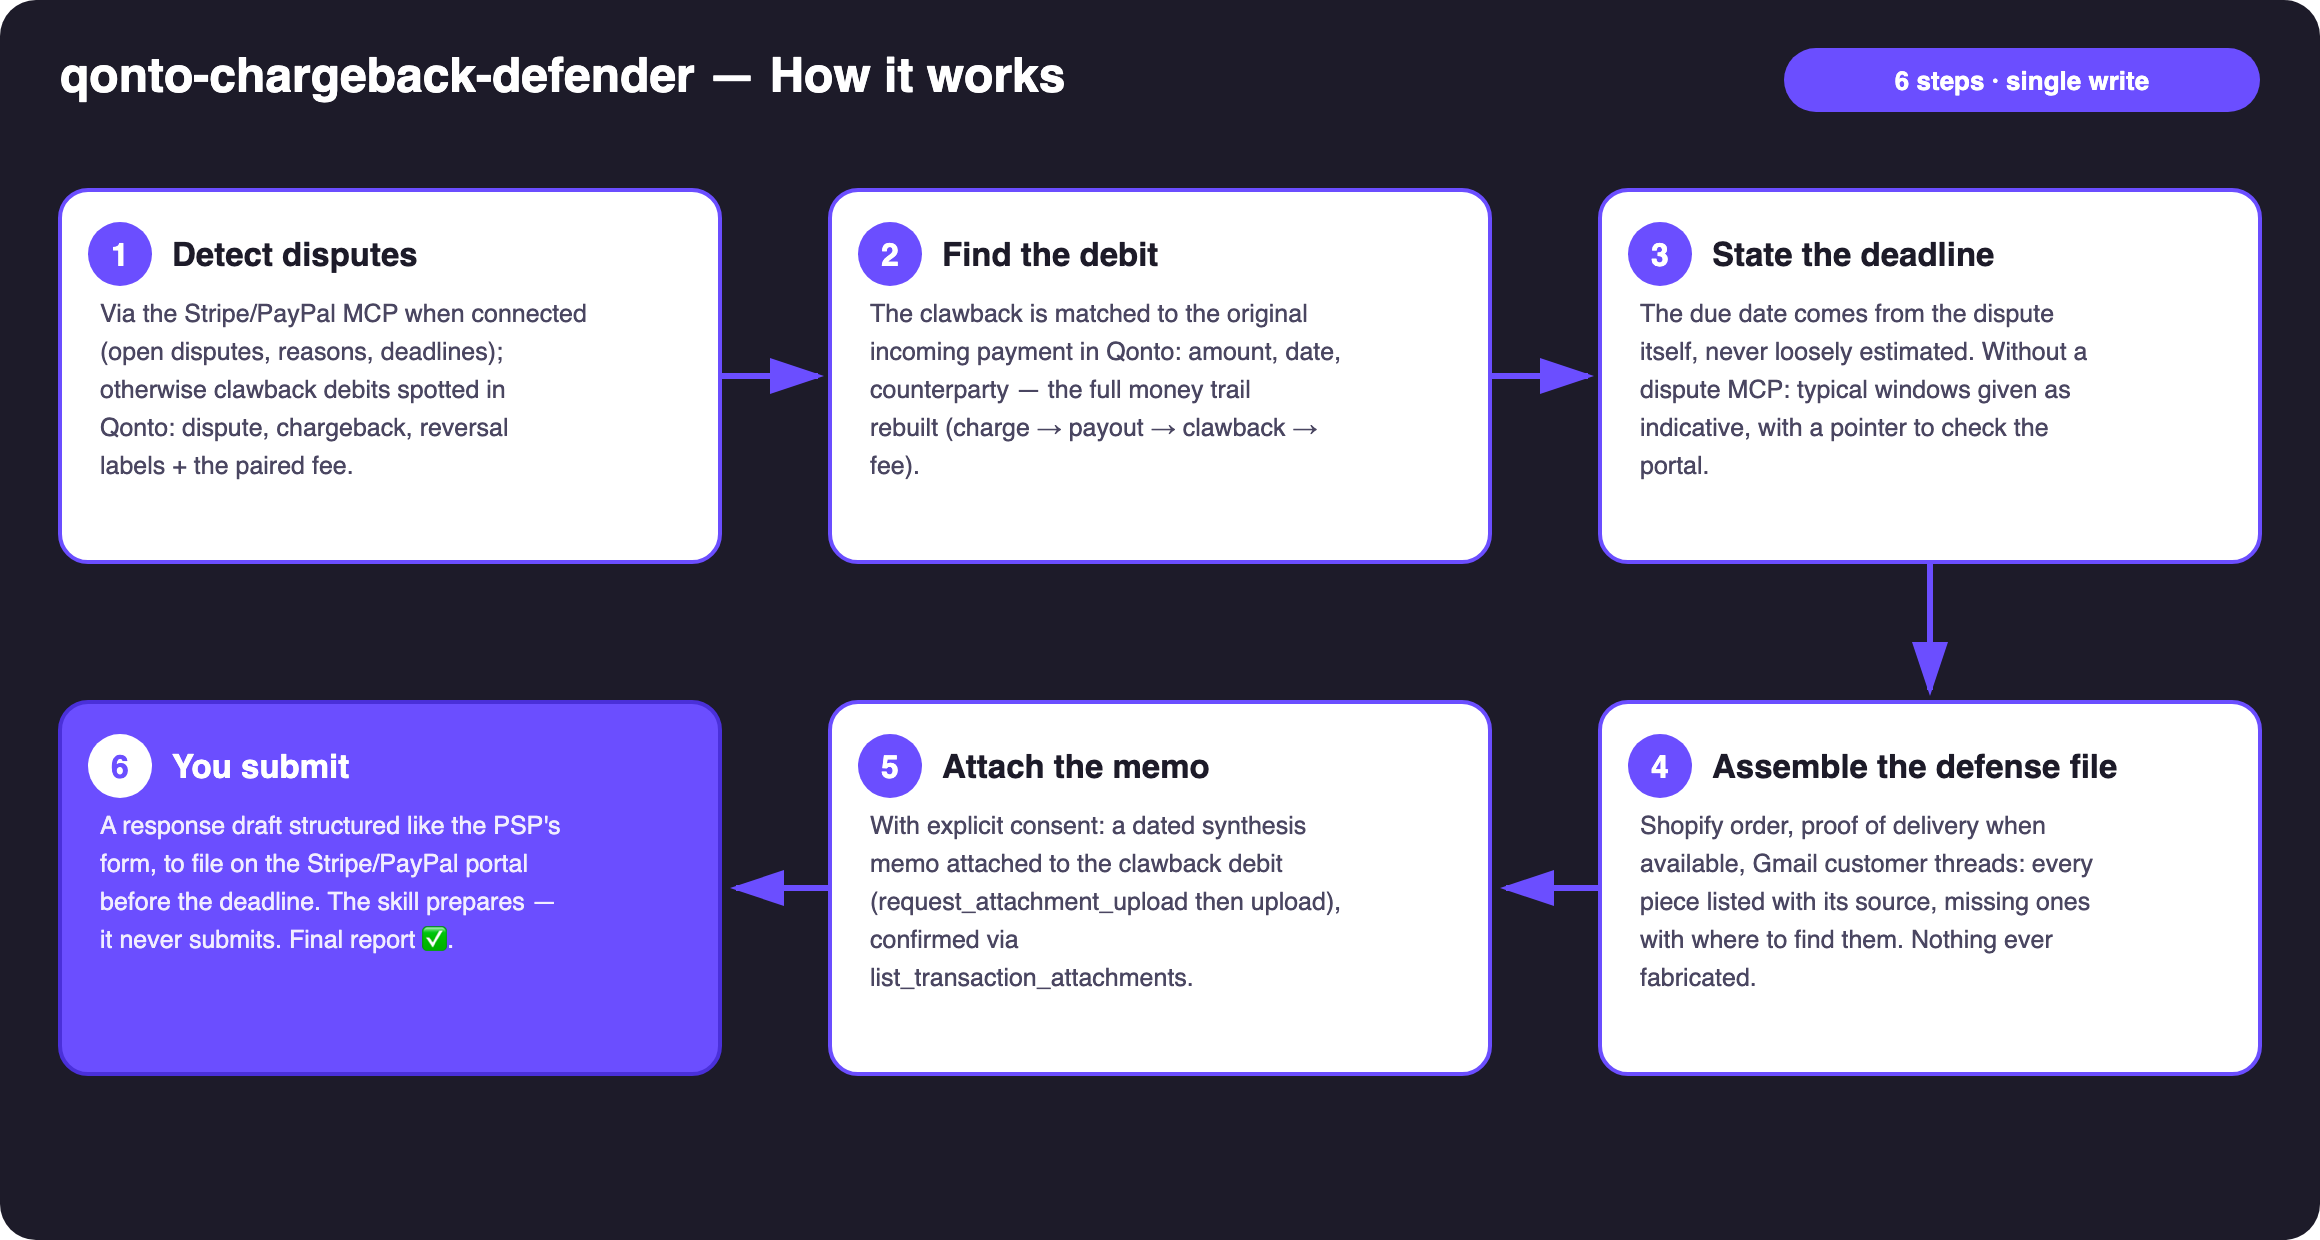 qonto-chargeback-defender — How it works
6 steps · single write
1 Detect disputes
Via the Stripe/PayPal MCP when connected
(open disputes, reasons, deadlines);
otherwise clawback debits spotted in
Qonto: dispute, chargeback, reversal
labels + the paired fee.
2 Find the debit
The clawback is matched to the original
incoming payment in Qonto: amount, date,
counterparty — the full money trail
rebuilt (charge → payout → clawback →
fee).
3 State the deadline
The due date comes from the dispute
itself, never loosely estimated. Without a
dispute MCP: typical windows given as
indicative, with a pointer to check the
portal.
4 Assemble the defense file
Shopify order, proof of delivery when
available, Gmail customer threads: every
piece listed with its source, missing ones
with where to find them. Nothing ever
fabricated.
5 Attach the memo
With explicit consent: a dated synthesis
memo attached to the clawback debit
(request_attachment_upload then upload),
confirmed via
list_transaction_attachments.
6 You submit
A response draft structured like the PSP's
form, to file on the Stripe/PayPal portal
before the deadline. The skill prepares —
it never submits. Final report ✅.